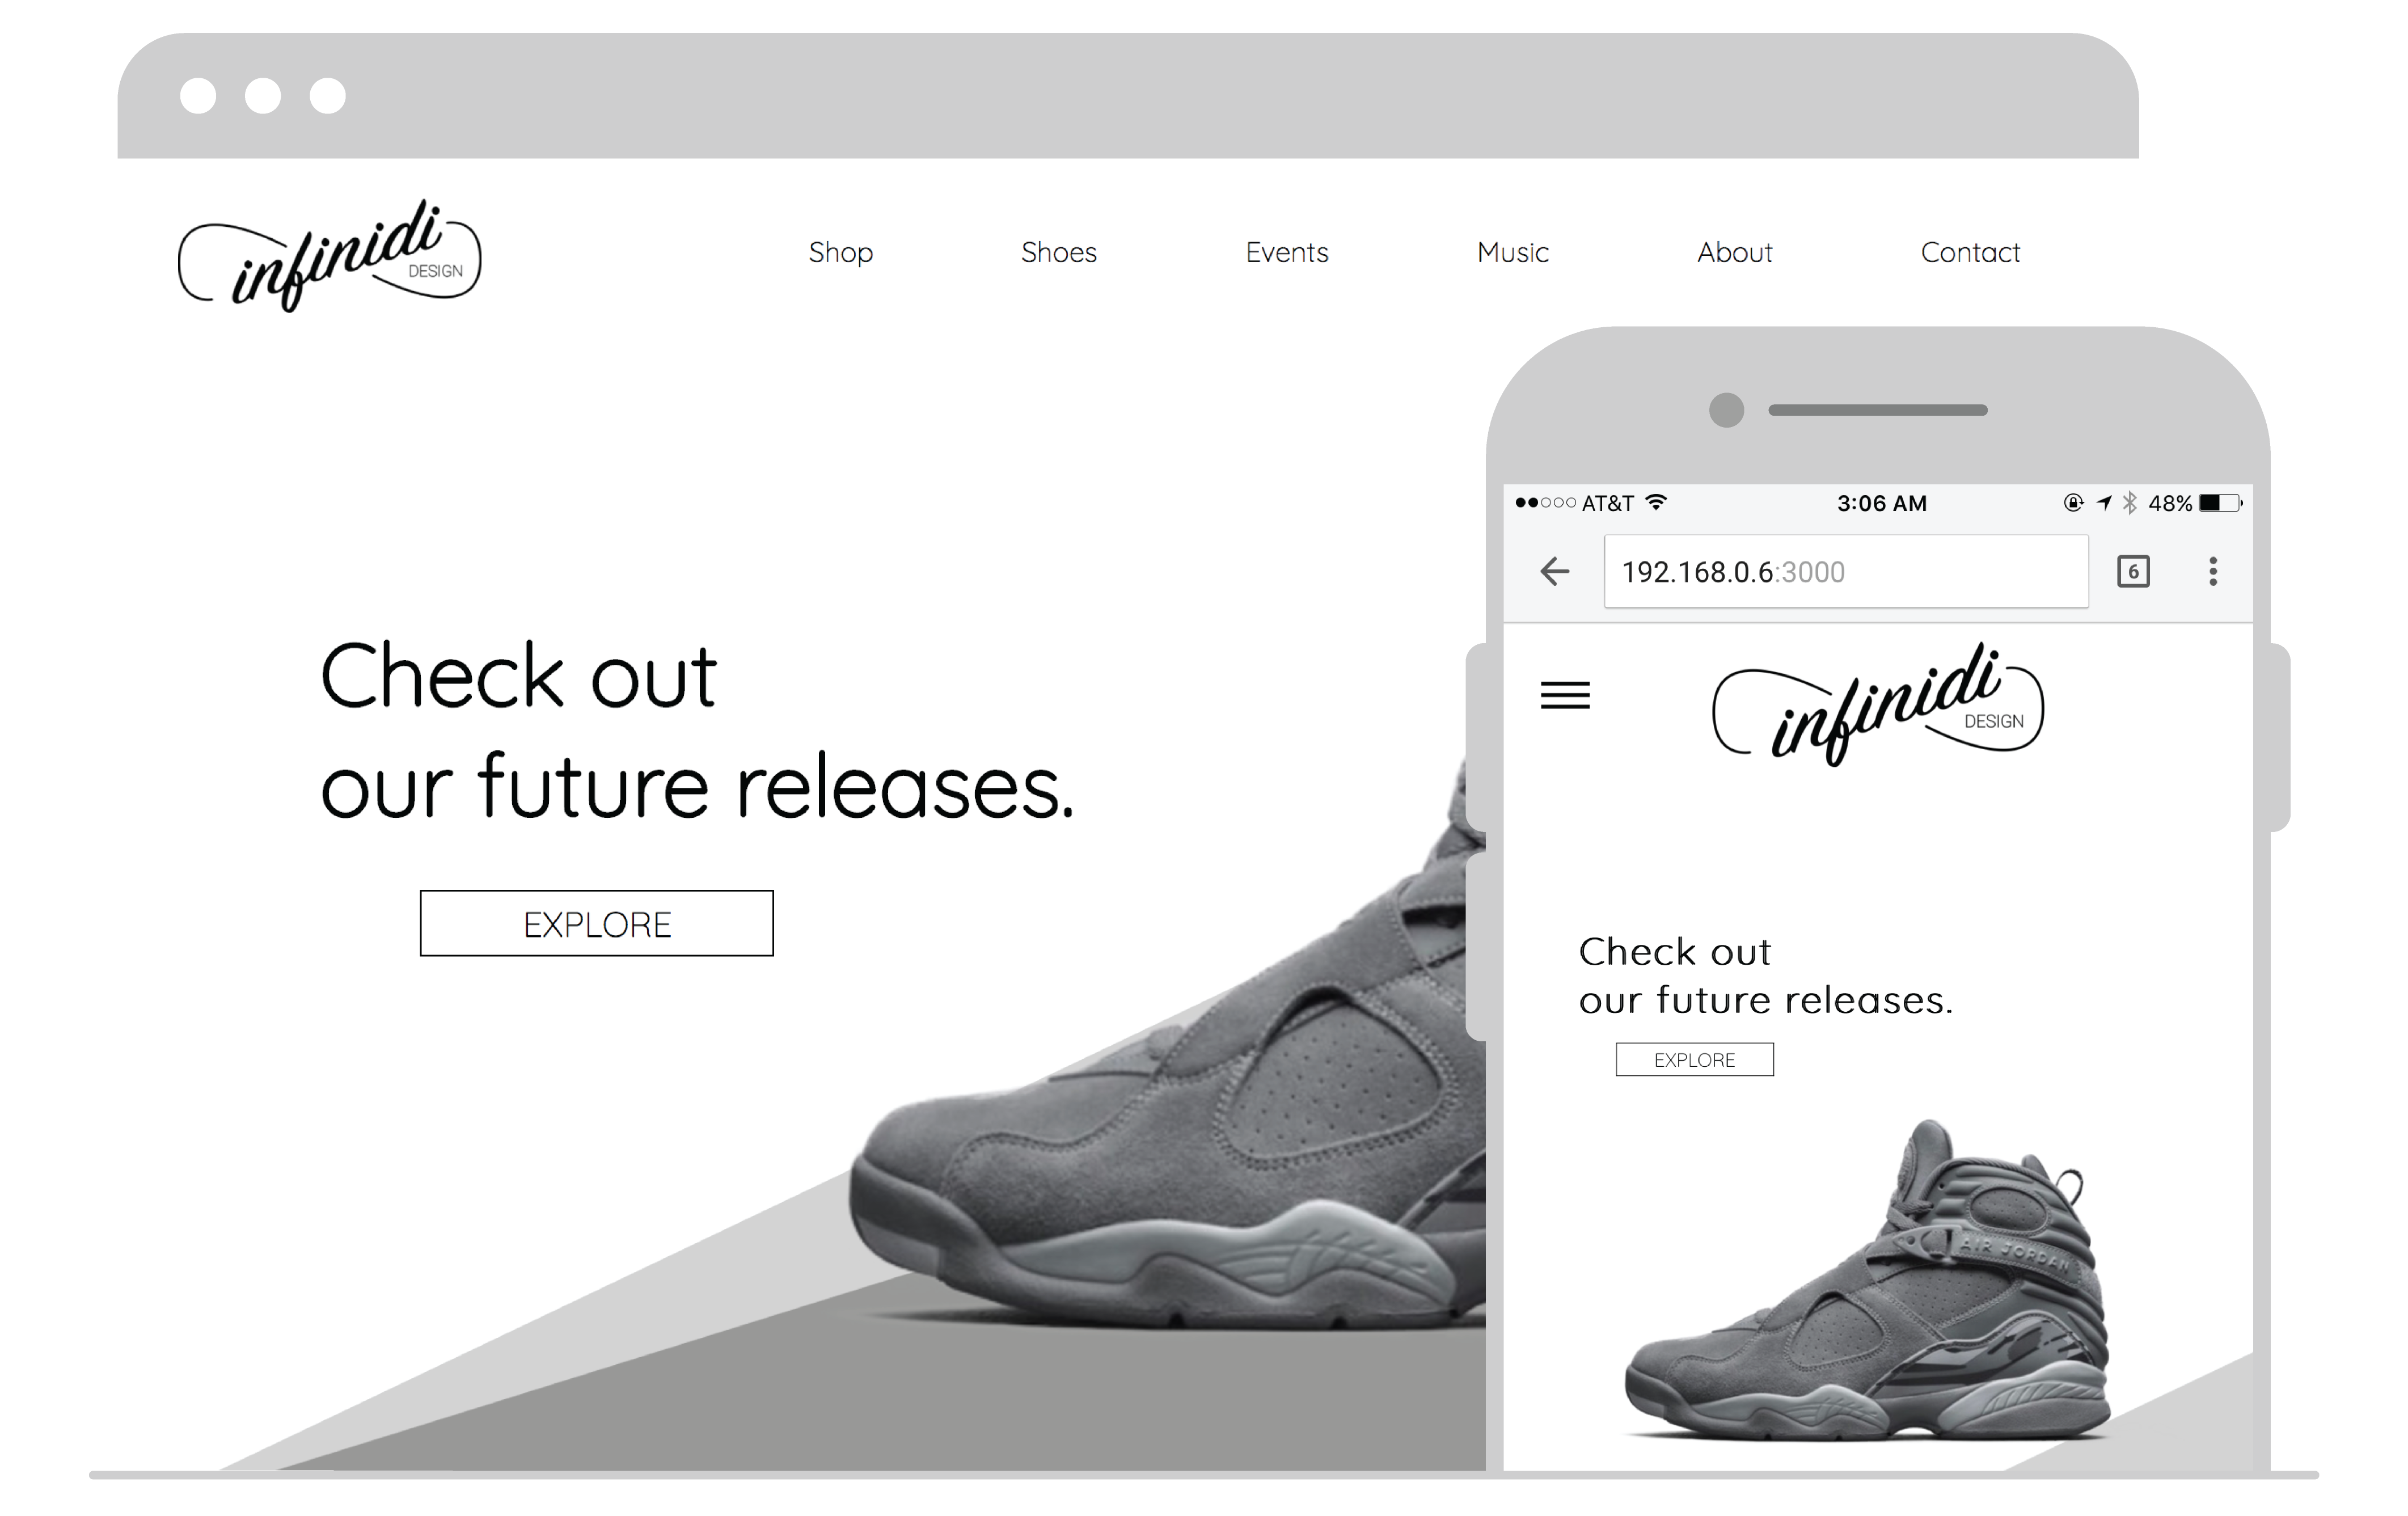 infinidi
DESIGN
Shop Shoes Events Music About Contact
Check out
our future releases.
EXPLORE
AT&T 3:06 AM 48%
192.168.0.6:3000 6
infinidi
DESIGN
Check out
our future releases.
EXPLORE
AIR JORDAN